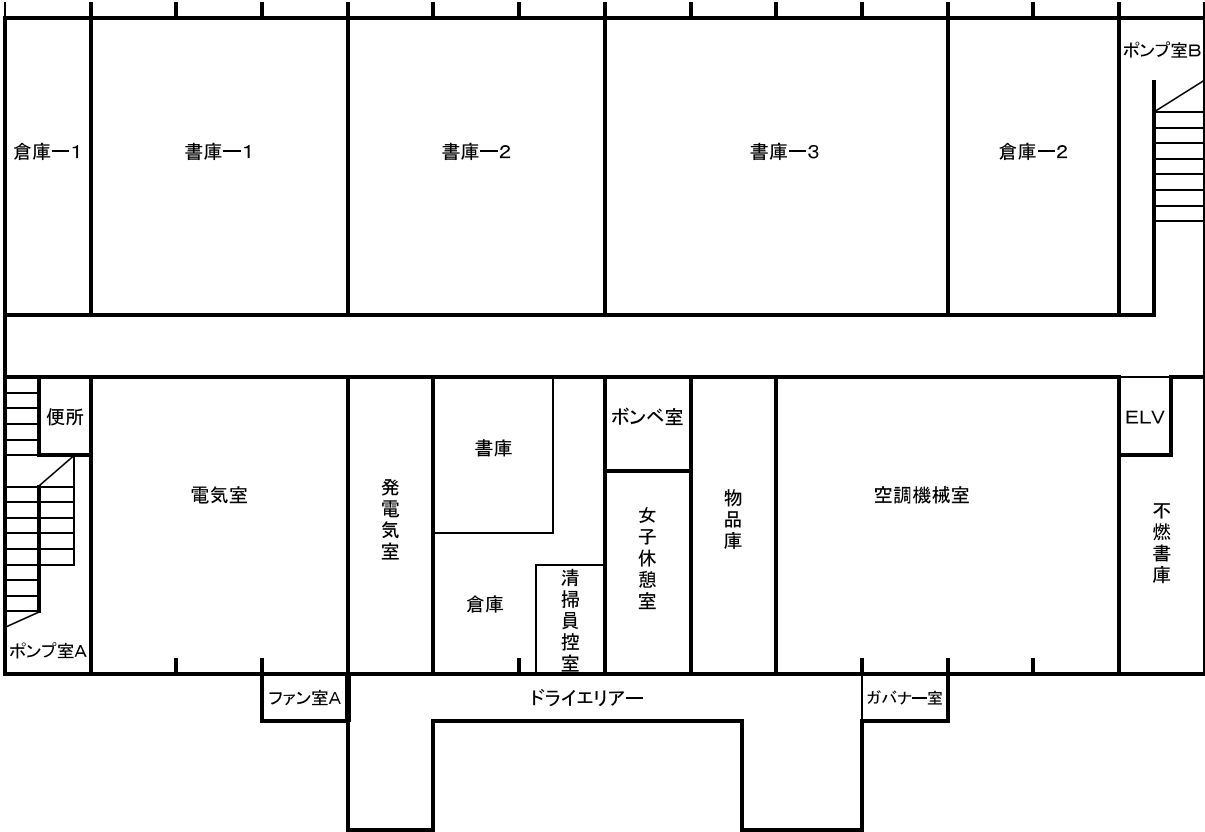 ポンプ室B
倉庫ー1
書庫ー1
書庫ー2
書庫ー3
倉庫ー2
便所
電気室
発電気室
書庫
倉庫
清掃員控室
ボンベ室
女子休憩室
物品庫
空調機械室
ELV
不燃書庫
ポンプ室A
ファン室A
ドライエリアー
ガバナー室